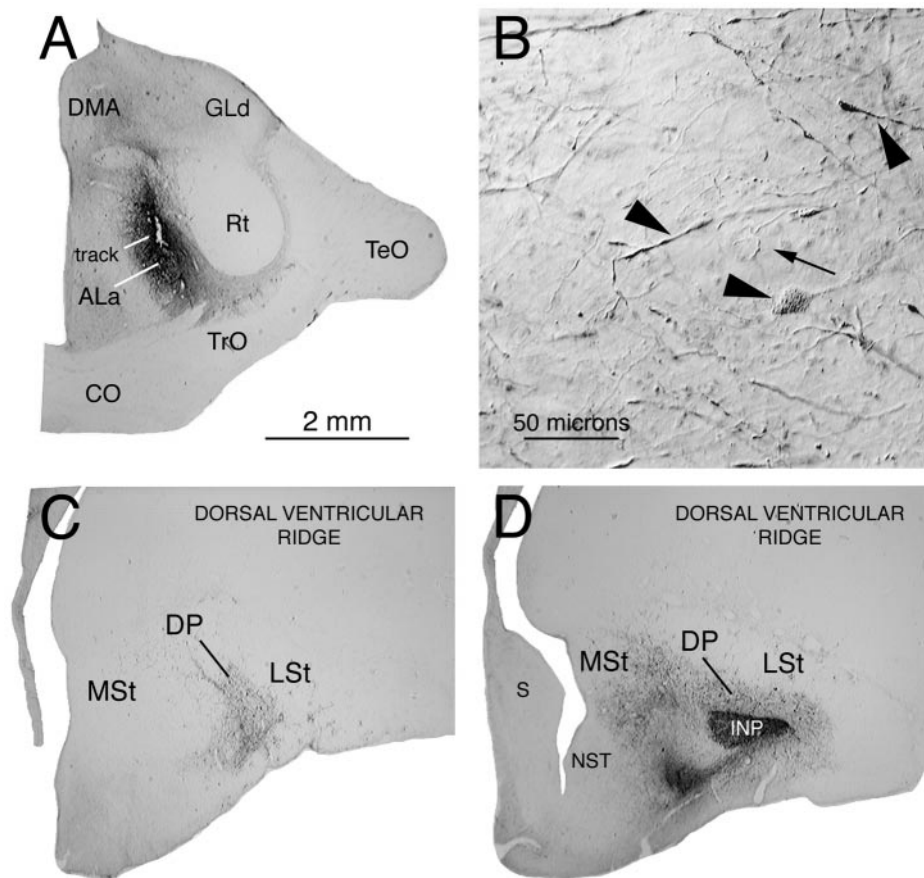 A
DMA
GLd
Rt
track
ALa
TeO
TrO
CO
2 mm
B
50 microns
C
DORSAL VENTRICULAR
RIDGE
DP
LSt
MSt
D
DORSAL VENTRICULAR
RIDGE
DP
MSt
LSt
S
INP
NST